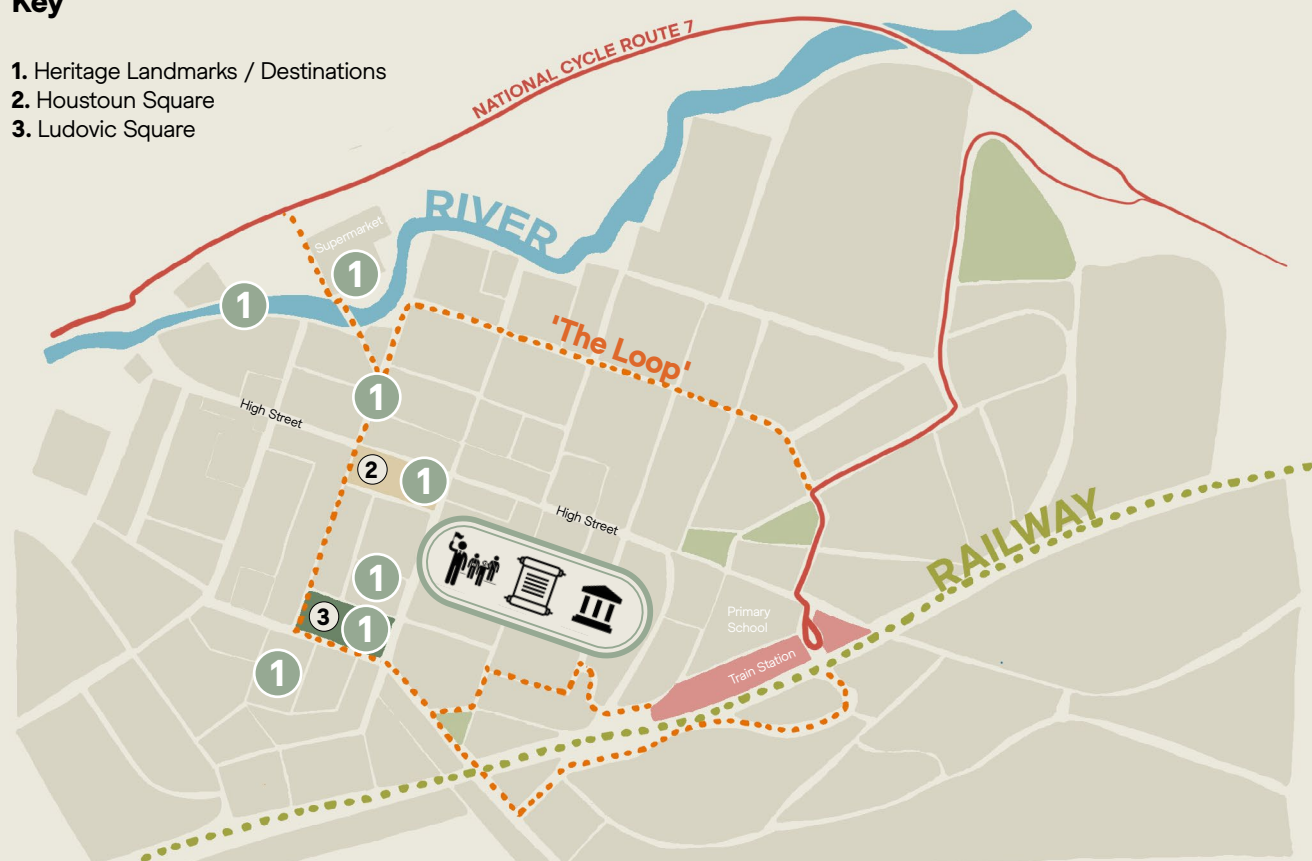 Key
1. Heritage Landmarks / Destinations
2. Houstoun Square
3. Ludovic Square
NATIONAL CYCLE ROUTE 7
RIVER
Supermarket
1
1
'The Loop'
1
High Street
2
1
High Street
RAILWAY
1
3
1
Primary
School
Train Station
1